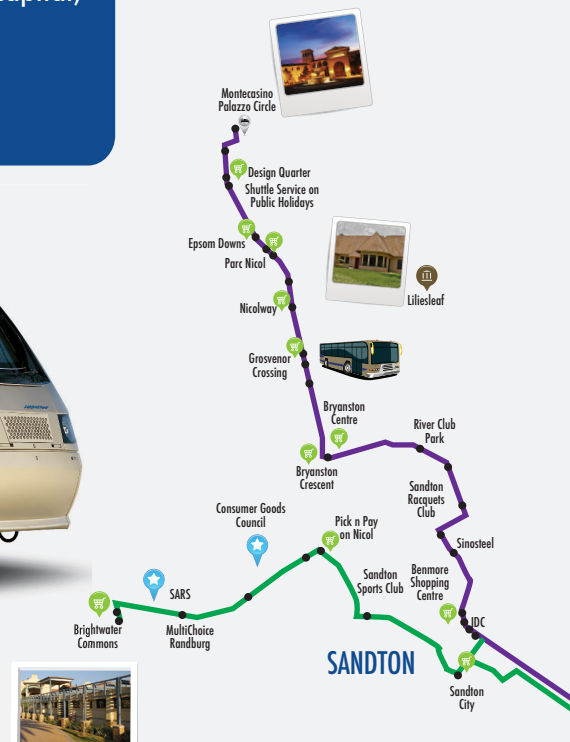 Montecasino
Palazzo Circle
Design Quarter
Shuttle Service on
Public Holidays
Epsom Downs
Parc Nicol
Liliesleaf
Nicolway
Grosvenor
Crossing
Bryanston
Centre
River Club
Park
Bryanston
Crescent
Sandton
Racquets
Club
Consumer Goods
Council
Pick n Pay
on Nicol
Sinosteel
Benmore
Shopping
Centre
Sandton
Sports Club
SARS
IDC
Brightwater
Commons
MultiChoice
Randburg
SANDTON
Sandton
City